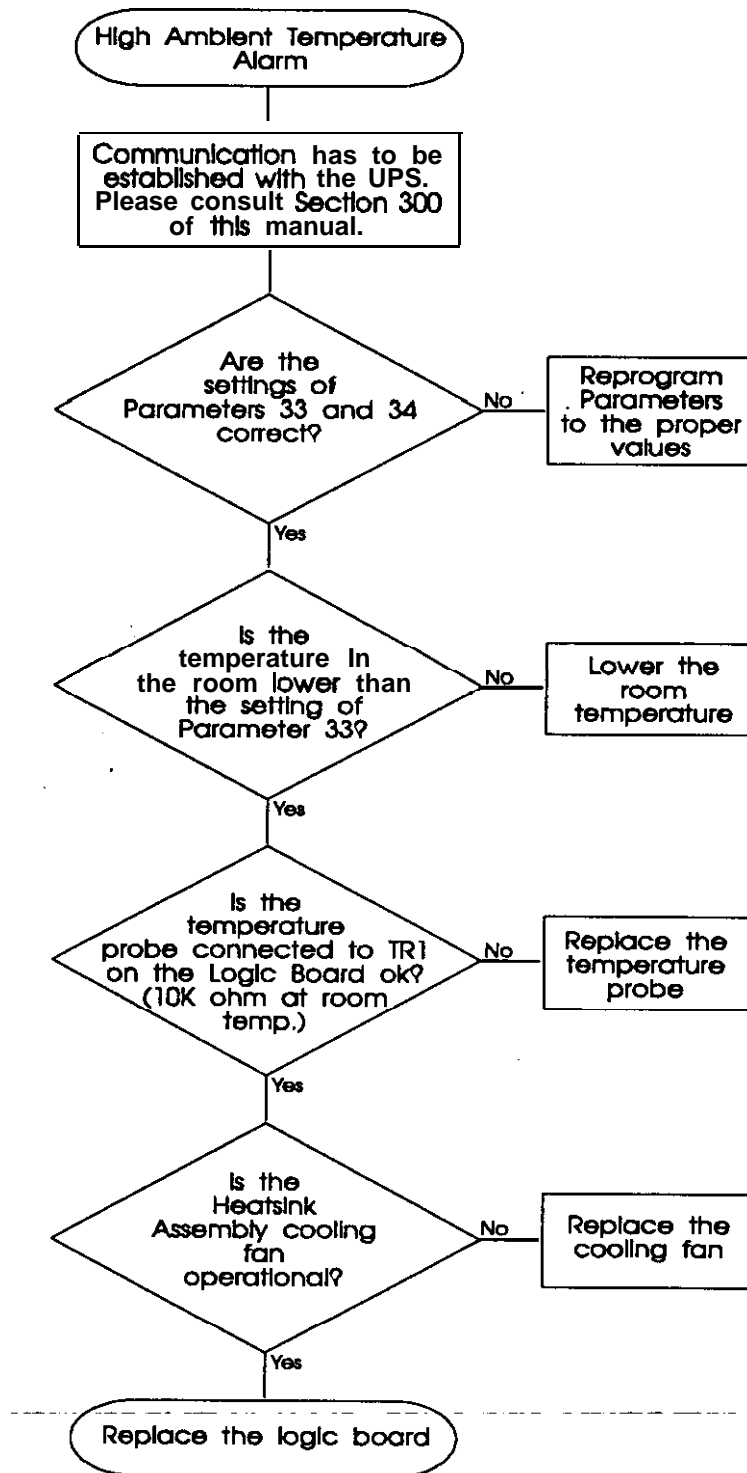 High Ambient Temperature
Alarm
Communication has to be
established with the UPS.
Please consult Section 300
of this manual.
Are the
settings of
Parameters 33 and 34
correct?
No
Reprogram
Parameters
to the proper
values
Yes
Is the
temperature In
the room lower than
the setting of
Parameter 33?
No
Lower the
room
temperature
Yes
Is the
temperature
probe connected to TR1
on the Logic Board ok?
(10K ohm at room
temp.)
No
Replace the
temperature
probe
Yes
Is the
Heatsink
Assembly cooling
fan
operational?
No
Replace the
cooling fan
Yes
Replace the logic board